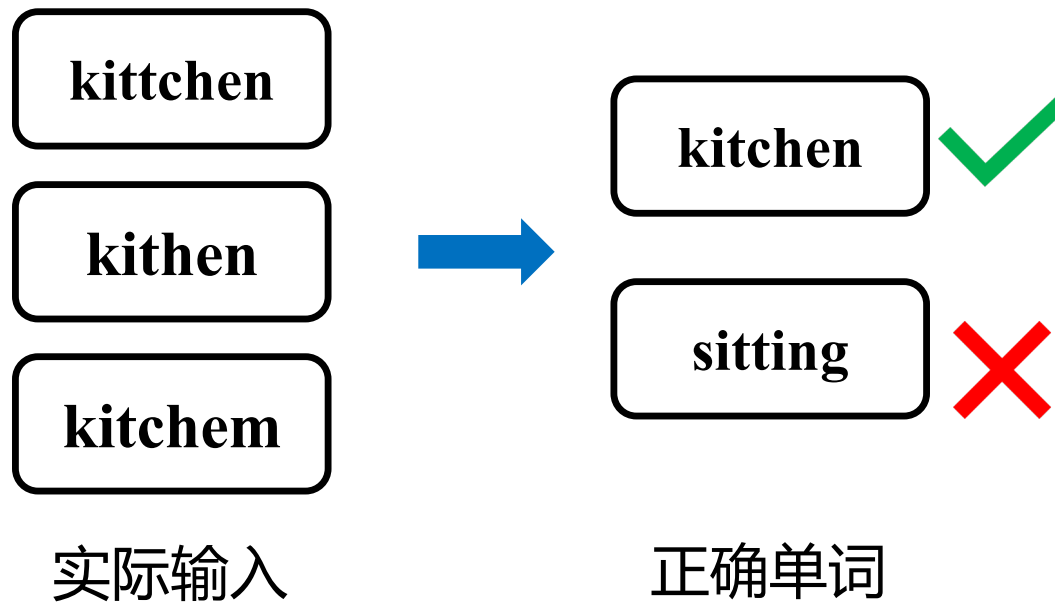 kittchen
kithen
kitchem
实际输入
kitchen
sitting
正确单词